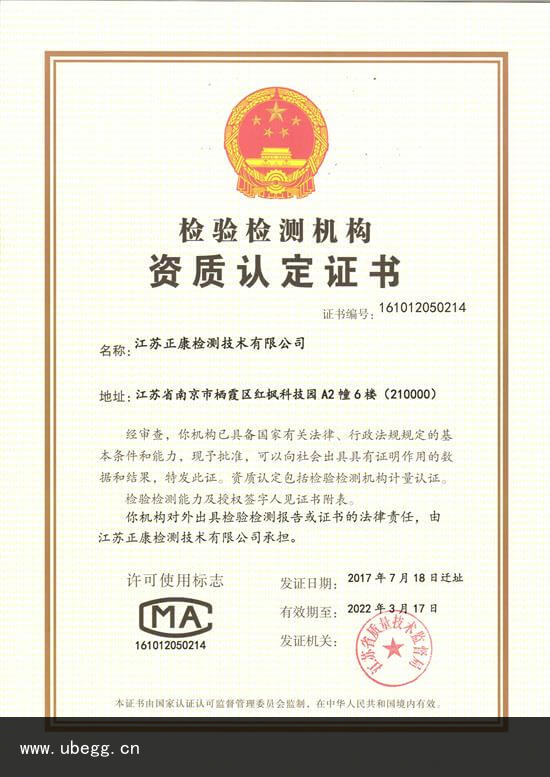 检验检测机构
资质认定证书
证书编号：161012050214
名称：江苏正康检测技术有限公司
地址：江苏省南京市栖霞区红枫科技园A2幢6楼（210000）
经审查，你机构已具备国家有关法律、行政法规规定的基
本条件和能力，现予批准，可以向社会出具具有证明作用的数
据和结果，特发此证。资质认定包括检验检测机构计量认证。
检验检测能力及授权签字人见证书附表。
你机构对外出具检验检测报告或证书的法律责任，由
江苏正康检测技术有限公司承担。
许可使用标志
CMA
161012050214
发证日期：2017年7月18日迁址
有效期至：2022年3月17日
发证机关：
江苏省质量技术监督局
本证书由国家认证认可监督管理委员会监制，在中华人民共和国境内有效。
www.ubegg.cn